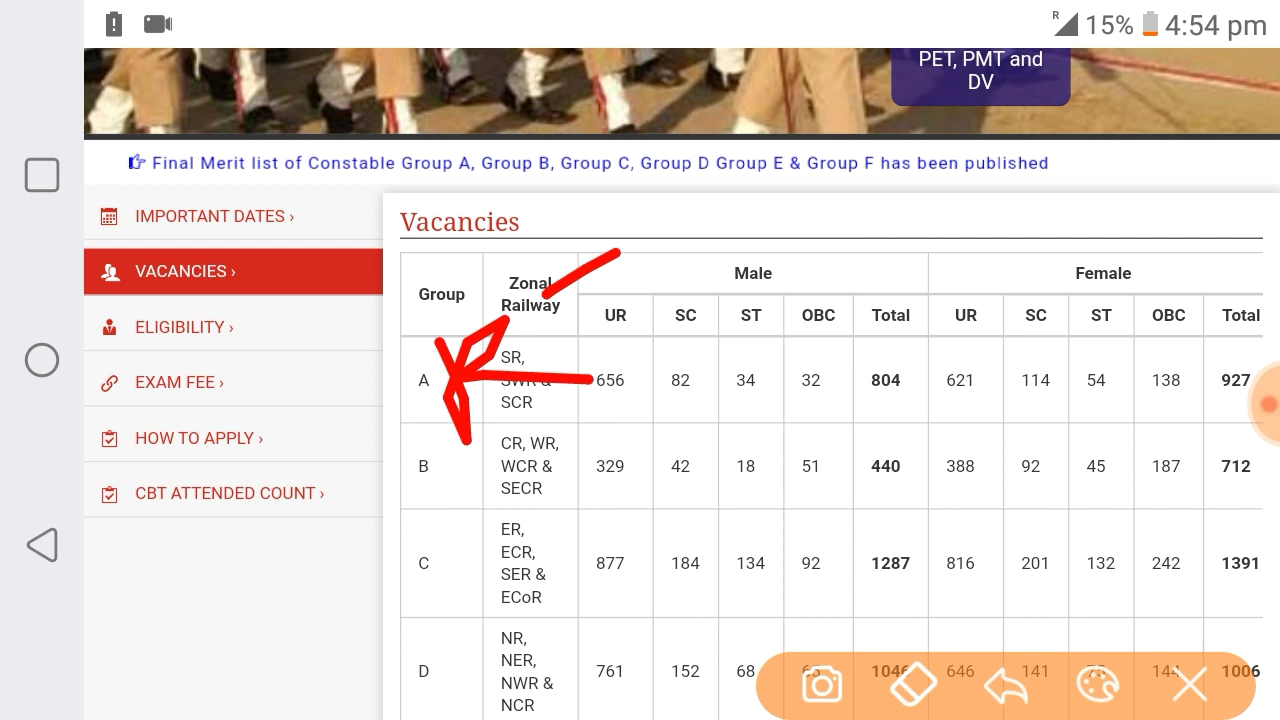 R 15% 4:54 pm
PET, PMT and
DV
Final Merit list of Constable Group A, Group B, Group C, Group D Group E & Group F has been published
IMPORTANT DATES ›
VACANCIES ›
ELIGIBILITY ›
EXAM FEE ›
HOW TO APPLY ›
CBT ATTENDED COUNT ›
Vacancies
Group Zonal Railway Male Female
UR SC ST OBC Total UR SC ST OBC Total
A SR, SWR & SCR 656 82 34 32 804 621 114 54 138 927
B CR, WR, WCR & SECR 329 42 18 51 440 388 92 45 187 712
C ER, ECR, SER & ECoR 877 184 134 92 1287 816 201 132 242 1391
D NR, NER, NWR & NCR 761 152 68 65 1046 646 141 75 144 1006